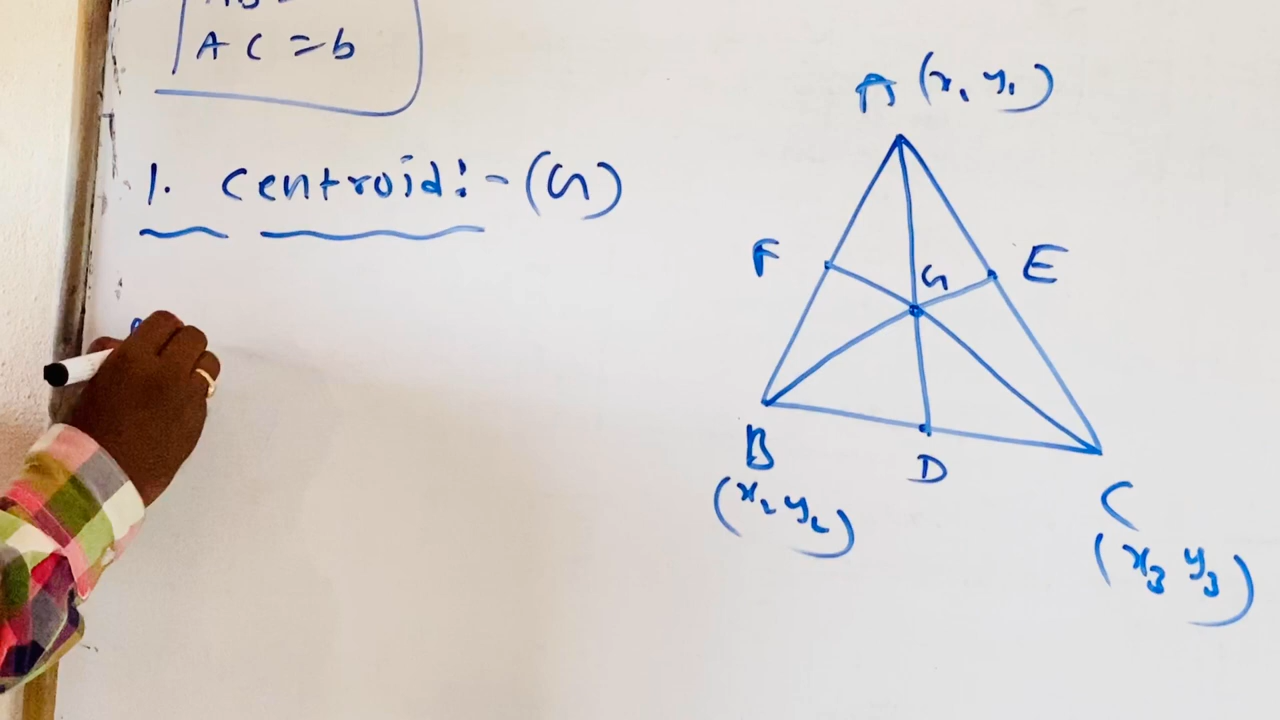 AC = b
1. Centroid:- (G)
A (x₁ y₁)
F
G
E
B
D
C
(x₂ y₂)
(x₃ y₃)